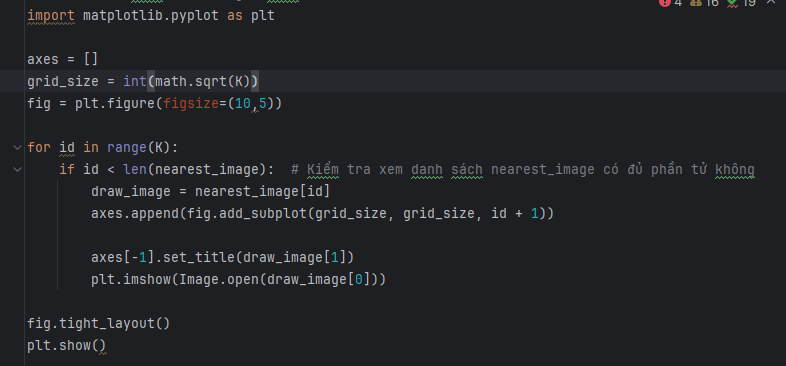 import matplotlib.pyplot as plt
4 16 19
axes = []
grid_size = int(math.sqrt(K))
fig = plt.figure(figsize=(10,5))
for id in range(K):
if id < len(nearest_image):  # Kiểm tra xem danh sách nearest_image có đủ phần tử không
draw_image = nearest_image[id]
axes.append(fig.add_subplot(grid_size, grid_size, id + 1))
axes[-1].set_title(draw_image[1])
plt.imshow(Image.open(draw_image[0]))
fig.tight_layout()
plt.show()